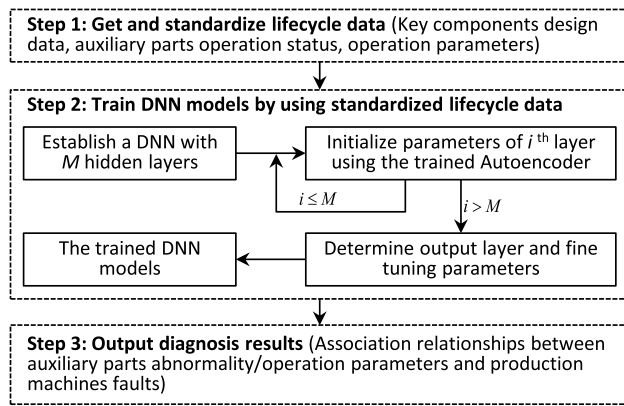 Step 1: Get and standardize lifecycle data (Key components design
data, auxiliary parts operation status, operation parameters)
Step 2: Train DNN models by using standardized lifecycle data
Establish a DNN with
M hidden layers
Initialize parameters of i th layer
using the trained Autoencoder
i ≤ M
i > M
The trained DNN
models
Determine output layer and fine
tuning parameters
Step 3: Output diagnosis results (Association relationships between
auxiliary parts abnormality/operation parameters and production
machines faults)